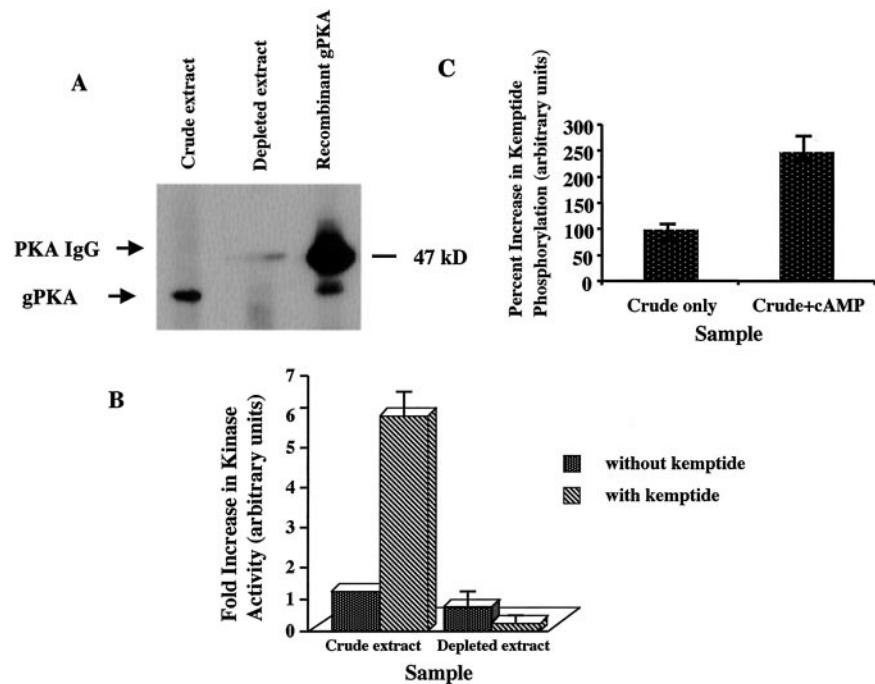 A
Crude extract
Depleted extract
Recombinant gPKA
PKA IgG
gPKA
47 kD
C
Percent Increase in Kemptide
Phosphorylation (arbitrary units)
300
250
200
150
100
50
0
Crude only
Crude+cAMP
Sample
B
Fold Increase in Kinase
Activity (arbitrary units)
7
6
5
4
3
2
1
0
Crude extract
Depleted extract
Sample
without kemptide
with kemptide